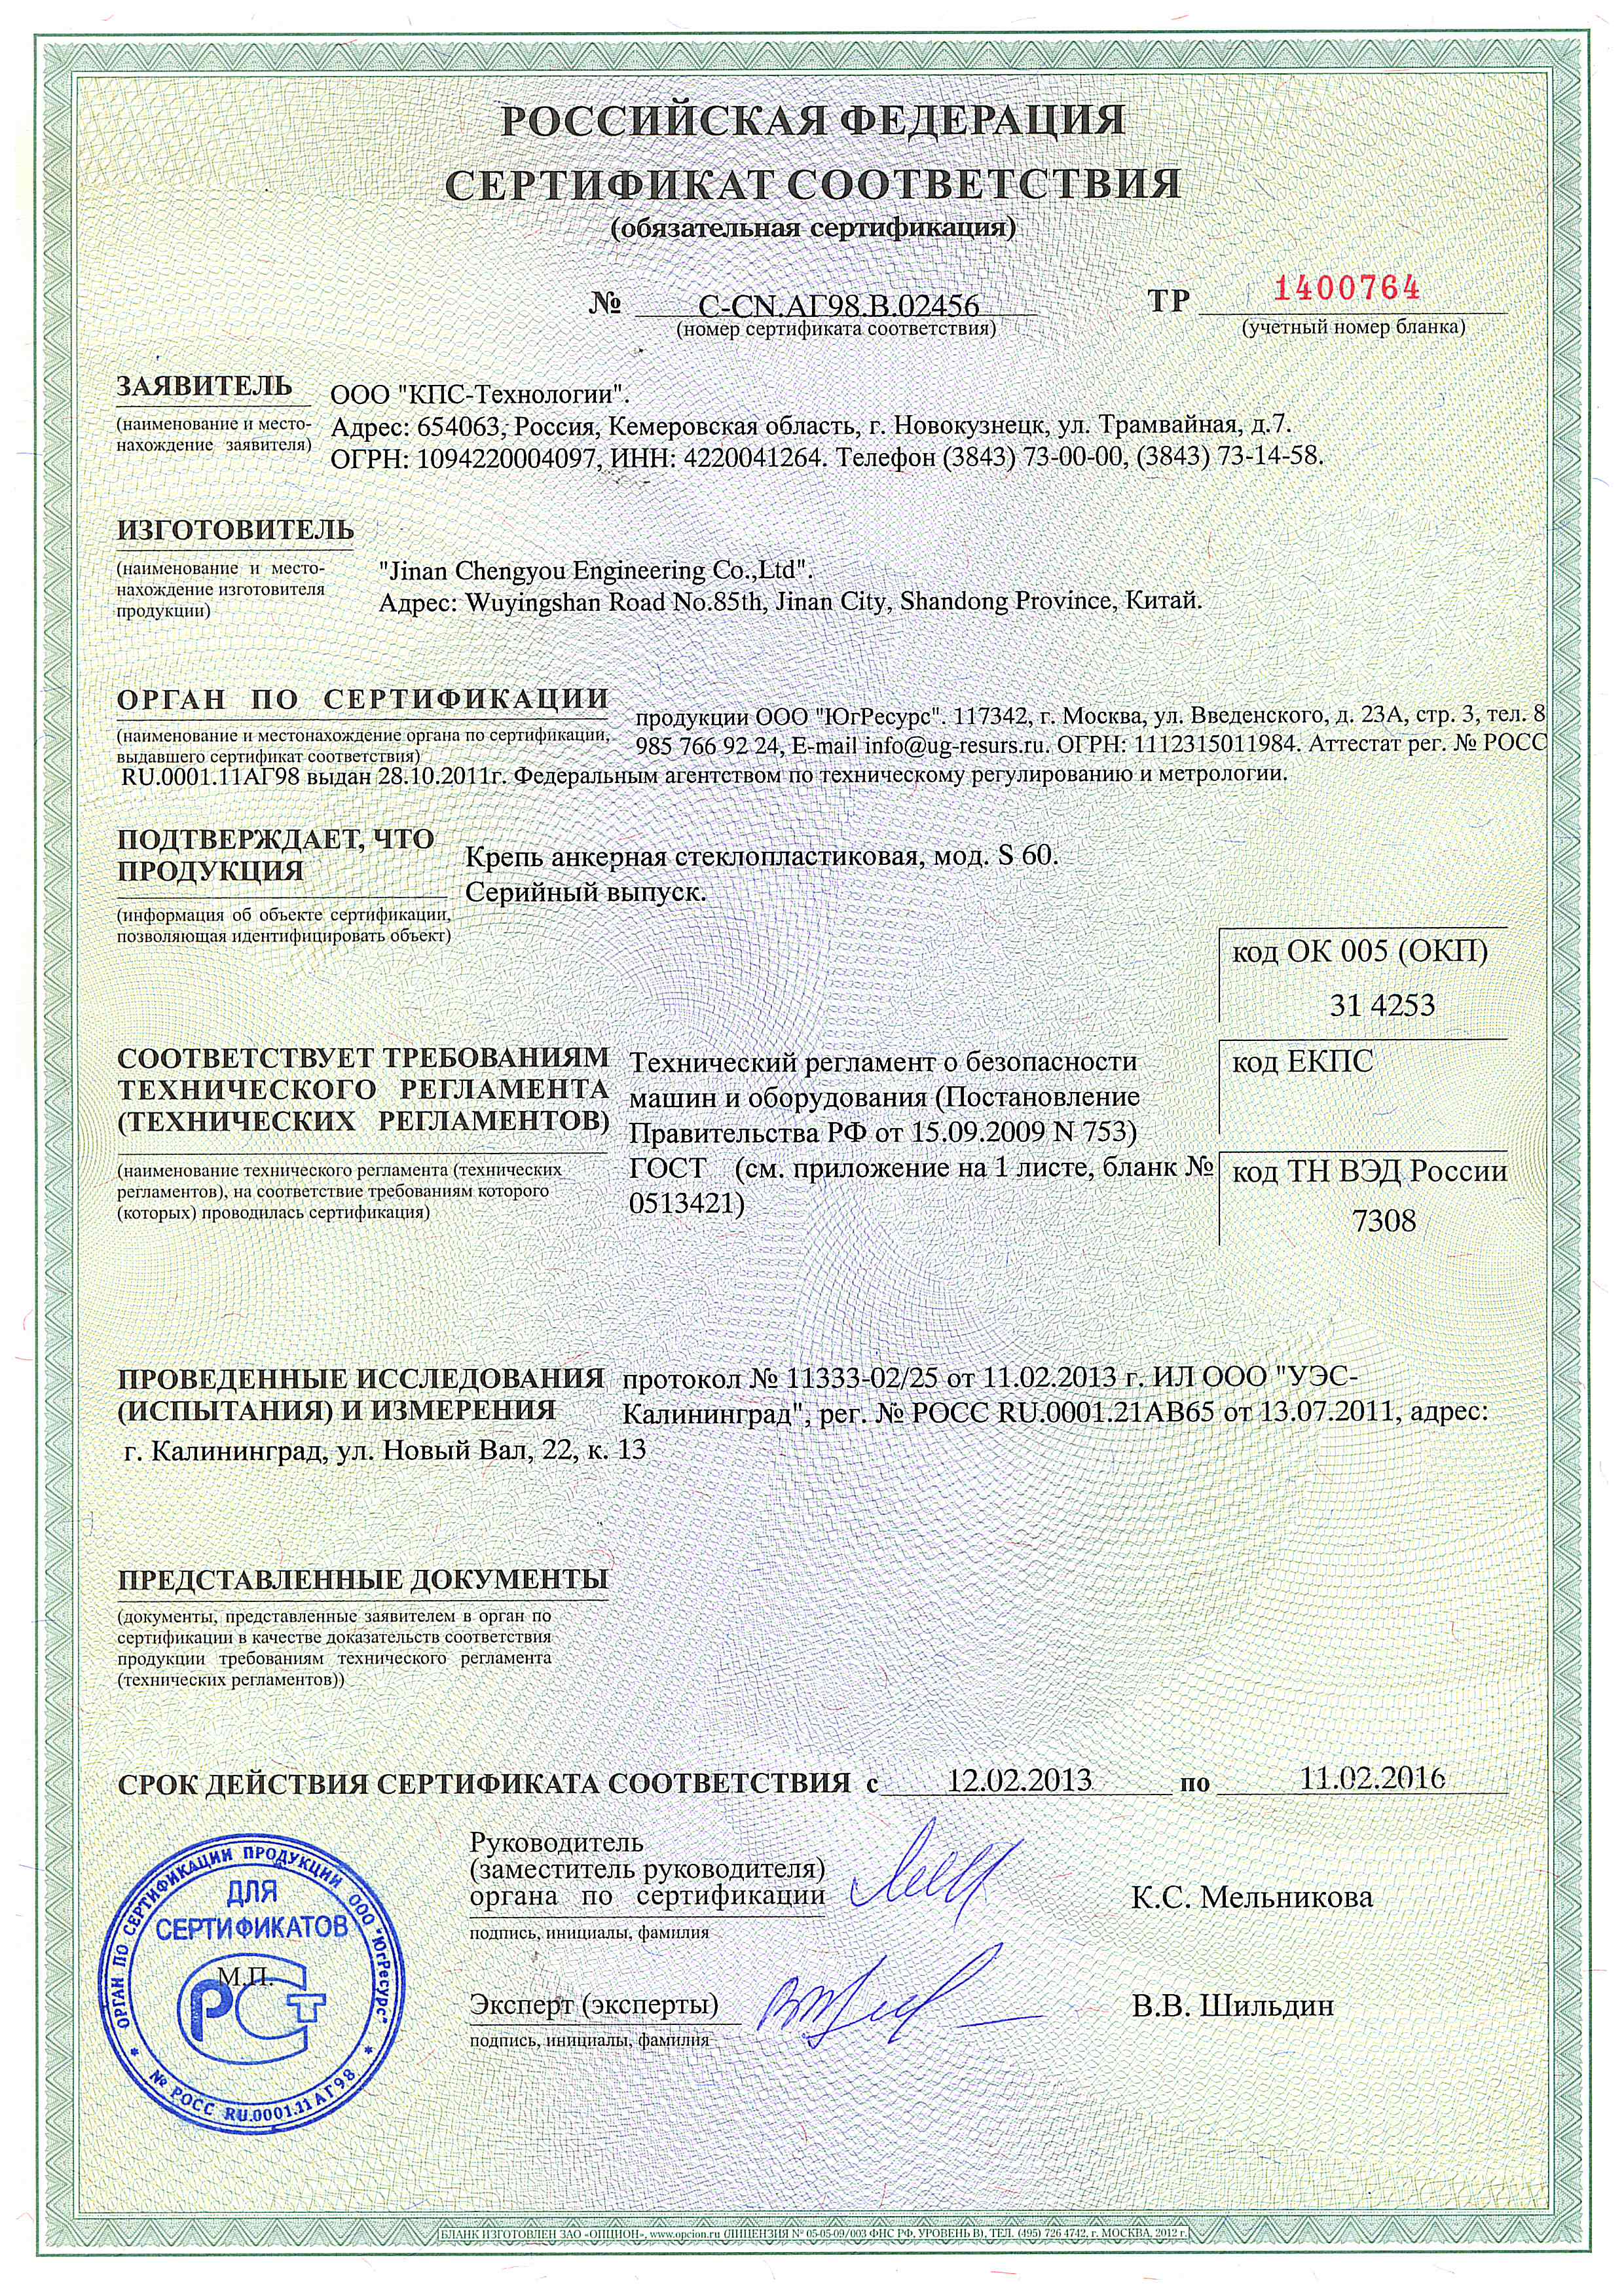 РОССИЙСКАЯ ФЕДЕРАЦИЯ
СЕРТИФИКАТ СООТВЕТСТВИЯ
(обязательная сертификация)
№ C-CN.АГ98.В.02456
(номер сертификата соответствия)
ТР 1400764
(учетный номер бланка)
ЗАЯВИТЕЛЬ
(наименование и место-
нахождение заявителя)
ООО "КПС-Технологии".
Адрес: 654063, Россия, Кемеровская область, г. Новокузнецк, ул. Трамвайная, д.7.
ОГРН: 1094220004097, ИНН: 4220041264. Телефон (3843) 73-00-00, (3843) 73-14-58.
ИЗГОТОВИТЕЛЬ
(наименование и место-
нахождение изготовителя
продукции)
"Jinan Chengyou Engineering Co.,Ltd".
Адрес: Wuyingshan Road No.85th, Jinan City, Shandong Province, Китай.
ОРГАН ПО СЕРТИФИКАЦИИ
(наименование и местонахождение органа по сертификации,
выдавшего сертификат соответствия)
продукции ООО "ЮгРесурс". 117342, г. Москва, ул. Введенского, д. 23А, стр. 3, тел. 8
985 766 92 24, E-mail info@ug-resurs.ru. ОГРН: 1112315011984. Аттестат рег. № РОСС
RU.0001.11АГ98 выдан 28.10.2011г. Федеральным агентством по техническому регулированию и метрологии.
ПОДТВЕРЖДАЕТ, ЧТО
ПРОДУКЦИЯ
(информация об объекте сертификации,
позволяющая идентифицировать объект)
Крепь анкерная стеклопластиковая, мод. S 60.
Серийный выпуск.
код ОК 005 (ОКП)
31 4253
СООТВЕТСТВУЕТ ТРЕБОВАНИЯМ
ТЕХНИЧЕСКОГО РЕГЛАМЕНТА
(ТЕХНИЧЕСКИХ РЕГЛАМЕНТОВ)
(наименование технического регламента (технических
регламентов), на соответствие требованиям которого
(которых) проводилась сертификация)
Технический регламент о безопасности
машин и оборудования (Постановление
Правительства РФ от 15.09.2009 N 753)
ГОСТ (см. приложение на 1 листе, бланк №
0513421)
код ЕКПС
код ТН ВЭД России
7308
ПРОВЕДЕННЫЕ ИССЛЕДОВАНИЯ
(ИСПЫТАНИЯ) И ИЗМЕРЕНИЯ
протокол № 11333-02/25 от 11.02.2013 г. ИЛ ООО "УЭС-
Калининград", рег. № РОСС RU.0001.21АВ65 от 13.07.2011, адрес:
г. Калининград, ул. Новый Вал, 22, к. 13
ПРЕДСТАВЛЕННЫЕ ДОКУМЕНТЫ
(документы, представленные заявителем в орган по
сертификации в качестве доказательств соответствия
продукции требованиям технического регламента
(технических регламентов))
СРОК ДЕЙСТВИЯ СЕРТИФИКАТА СООТВЕТСТВИЯ с 12.02.2013 по 11.02.2016
Руководитель
(заместитель руководителя)
органа по сертификации
подпись, инициалы, фамилия
К.С. Мельникова
Эксперт (эксперты)
подпись, инициалы, фамилия
В.В. Шильдин
ОРГАН ПО СЕРТИФИКАЦИИ ПРОДУКЦИИ ООО "ЮгРесурс"
ДЛЯ
СЕРТИФИКАТОВ
М.П.
РСТ
* № РОСС RU.0001.11АГ98 *
БЛАНК ИЗГОТОВЛЕН ЗАО «ОПЦИОН», www.opcion.ru (ЛИЦЕНЗИЯ № 05-05-09/003 ФНС РФ, УРОВЕНЬ В), ТЕЛ. (495) 726 4742, г. МОСКВА, 2012 г.